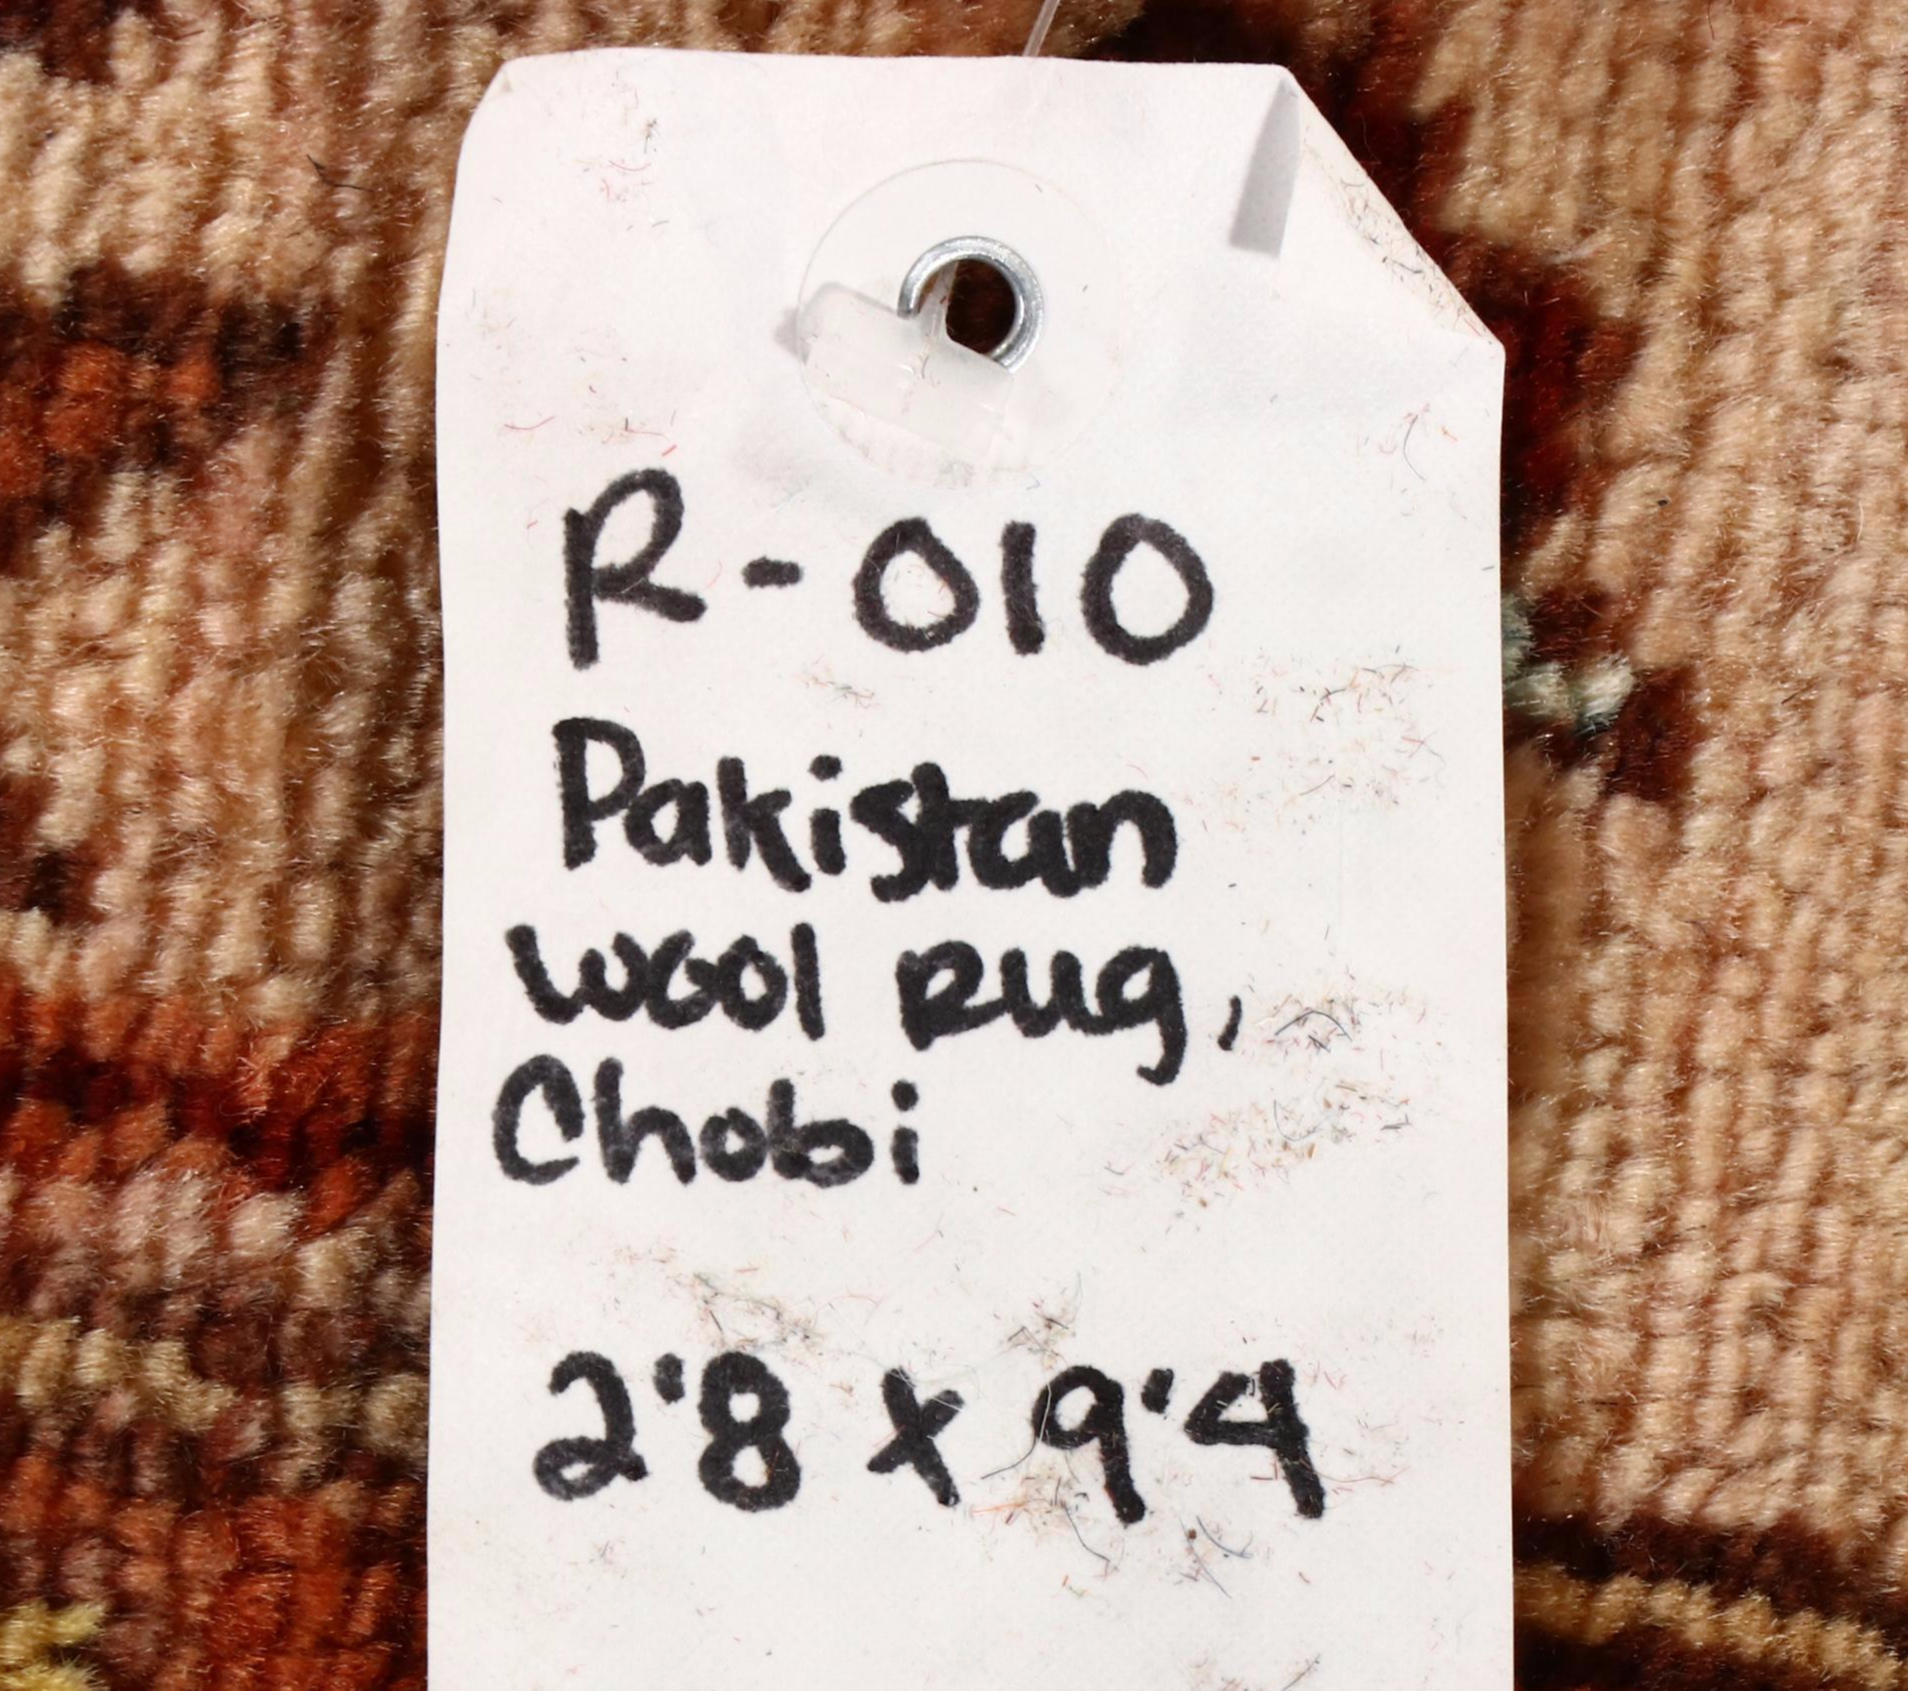 R-010
Pakistan
Wool Rug,
Chobi
2'8 x 9'4